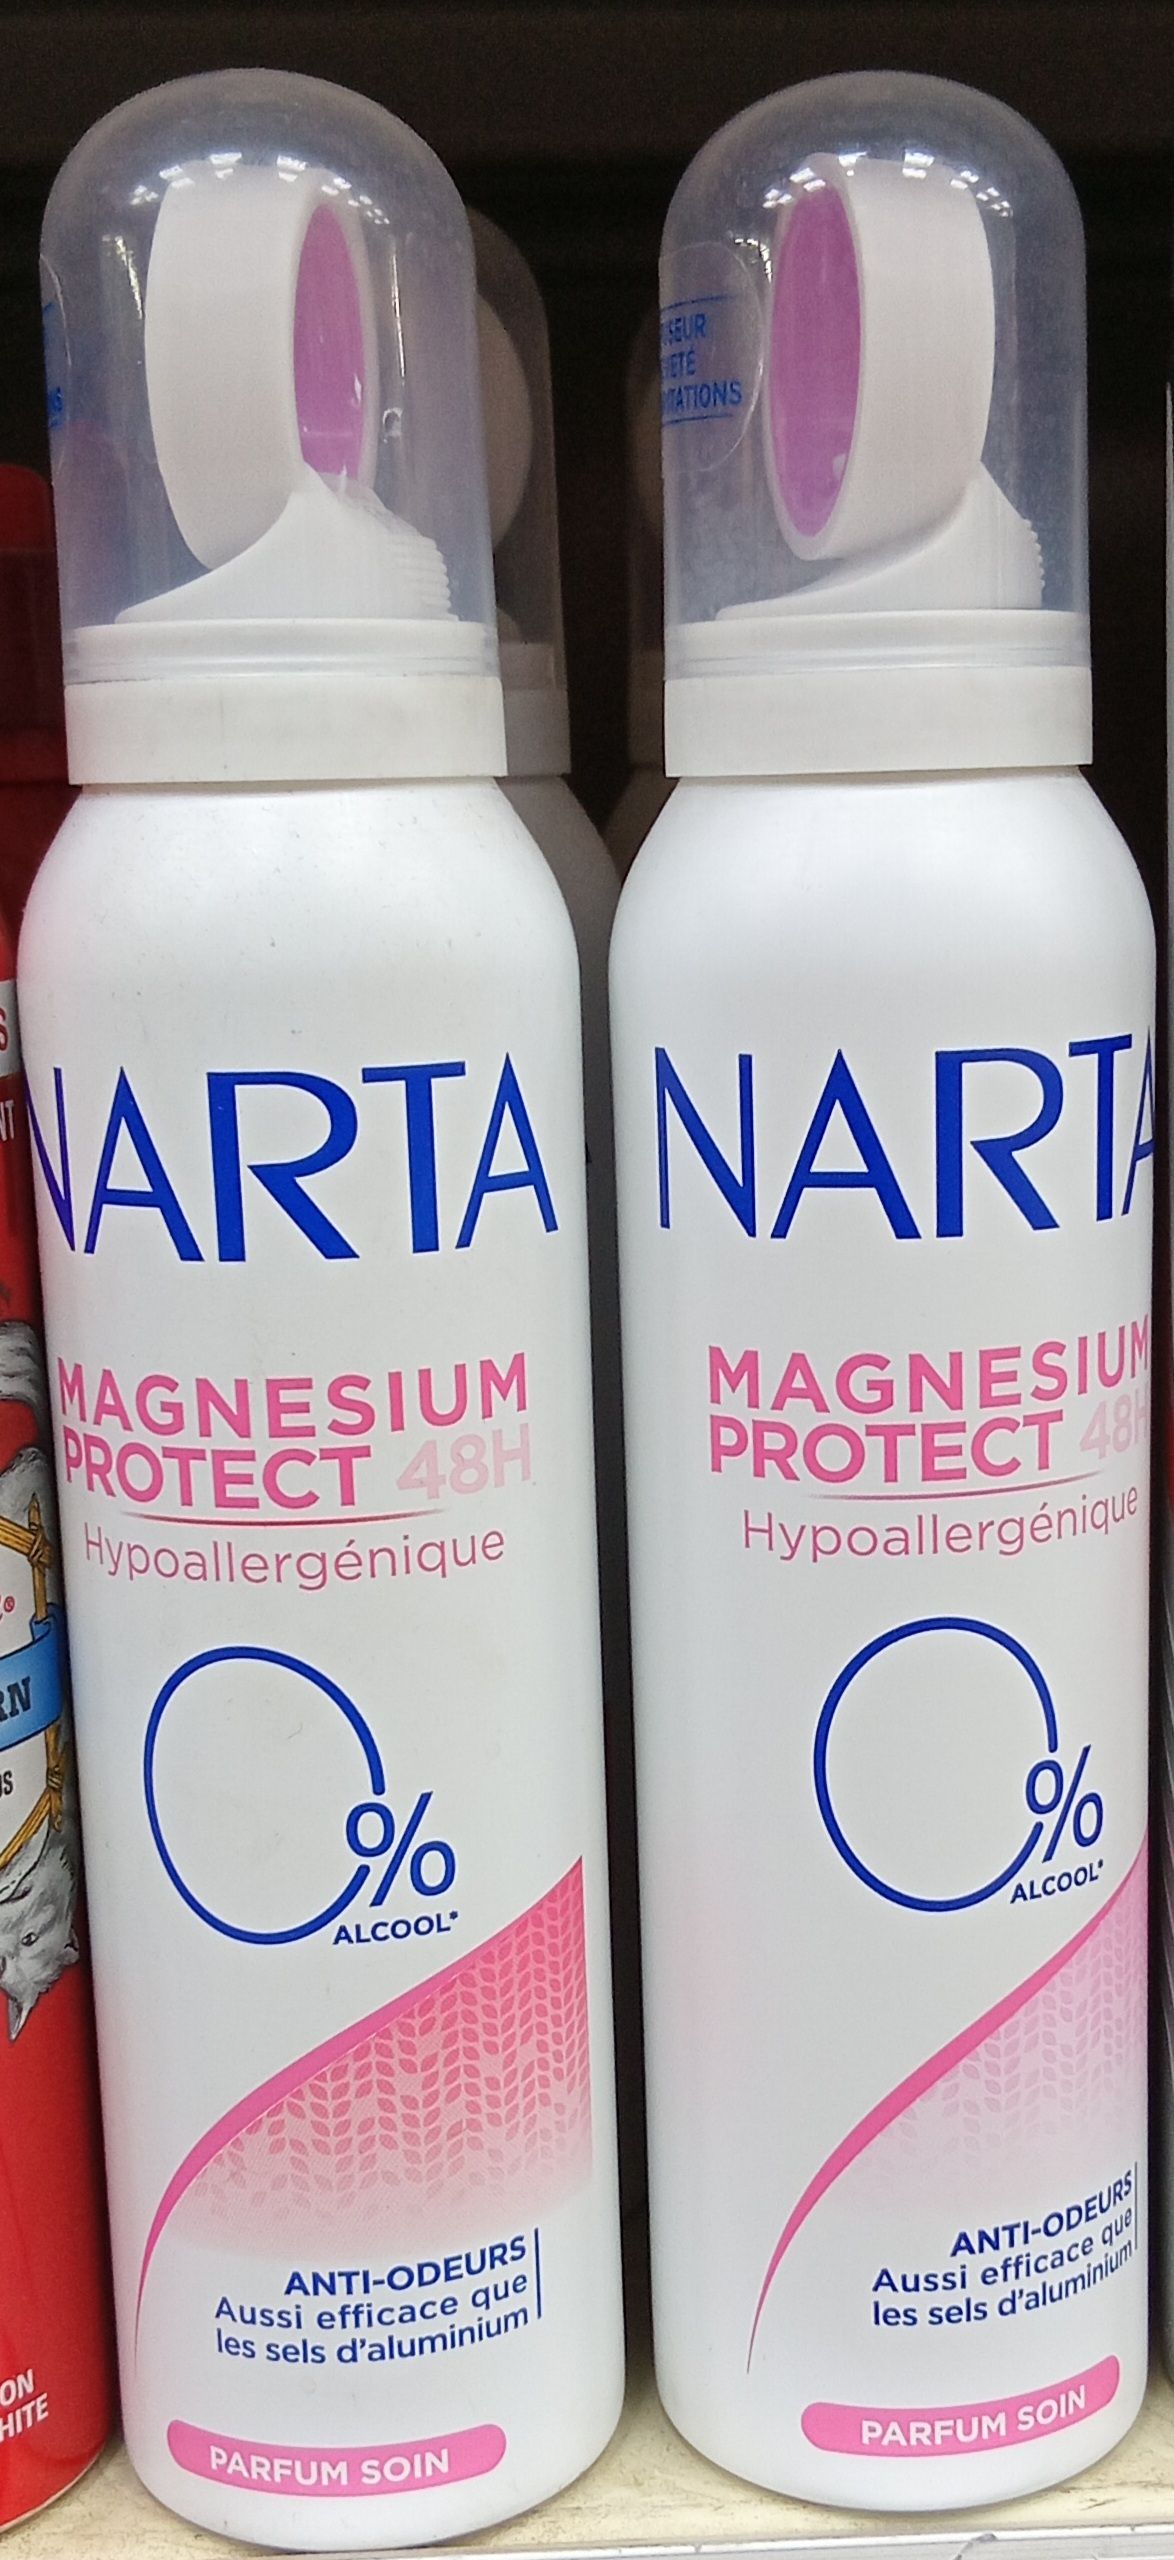 NARTA
MAGNESIUM
PROTECT 48H
Hypoallergénique
0%
ALCOOL*
ANTI-ODEURS
Aussi efficace que
les sels d'aluminium
PARFUM SOIN
NARTA
MAGNESIUM
PROTECT 48H
Hypoallergénique
0%
ALCOOL*
ANTI-ODEURS
Aussi efficace que
les sels d'aluminium
PARFUM SOIN